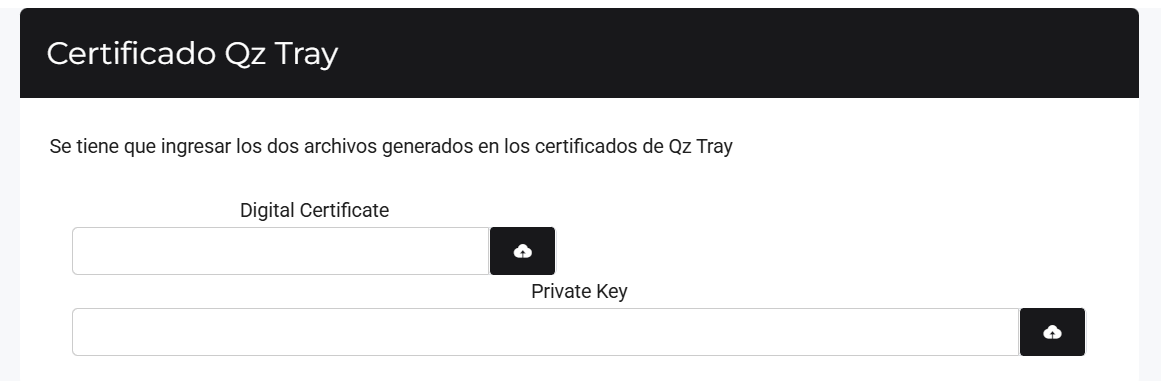 Certificado Qz Tray
Se tiene que ingresar los dos archivos generados en los certificados de Qz Tray
Digital Certificate
Private Key